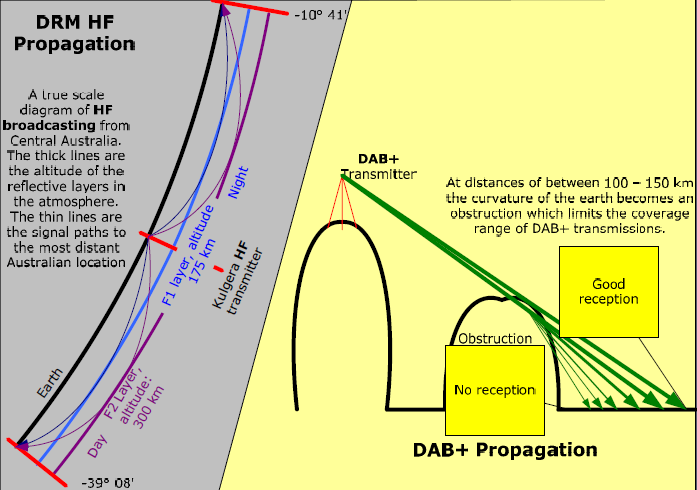 DRM HF
Propagation
A true scale
diagram of HF
broadcasting from
Central Australia.
The thick lines are
the altitude of the
reflective layers in
the atmosphere.
The thin lines are
the signal paths to
the most distant
Australian location
-10° 41'
Night
F1 layer, altitude
175 km
Kulgera HF
transmitter
Earth
Day
F2 Layer,
altitude:
300 km
-39° 08'
DAB+
Transmitter
At distances of between 100 – 150 km
the curvature of the earth becomes an
obstruction which limits the coverage
range of DAB+ transmissions.
Good
reception
Obstruction
No reception
DAB+ Propagation